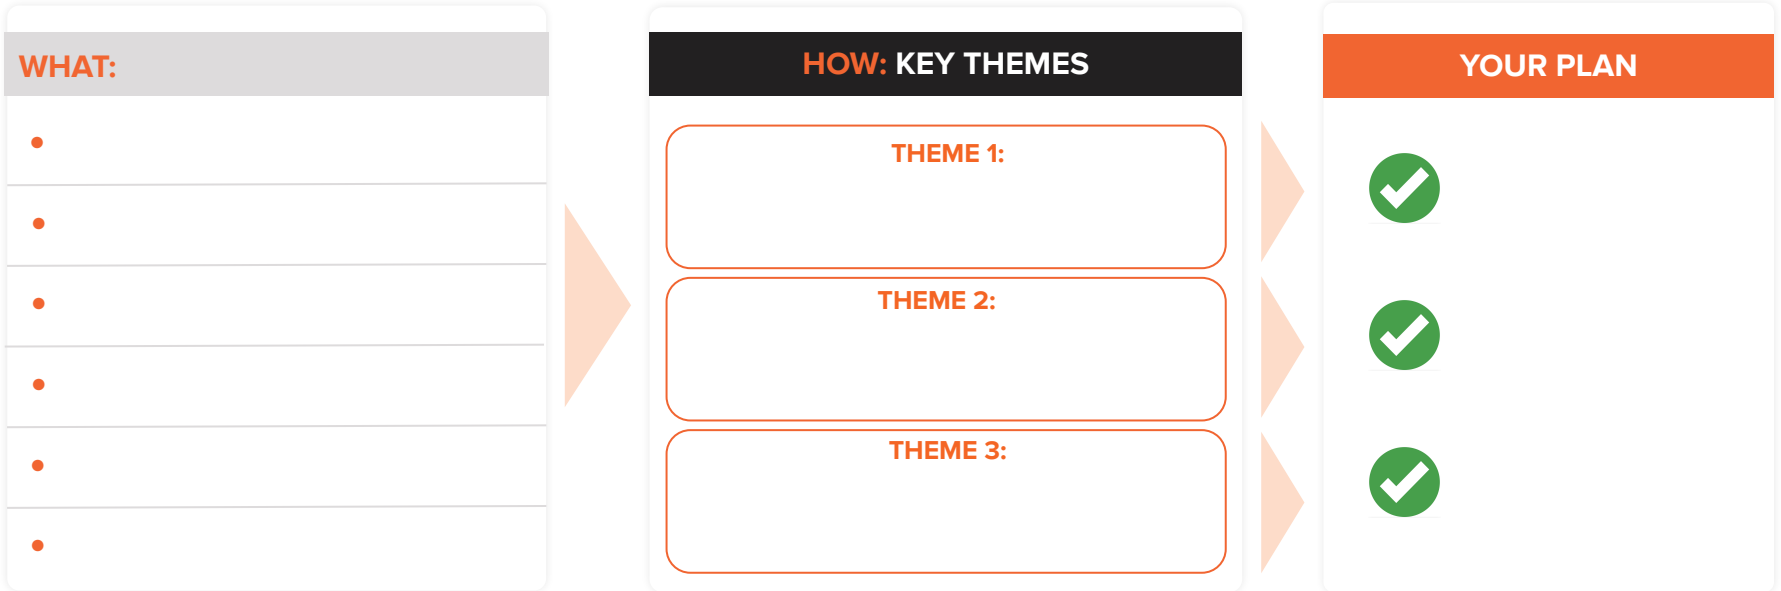 WHAT:
HOW: KEY THEMES
YOUR PLAN
THEME 1:
THEME 2:
THEME 3: